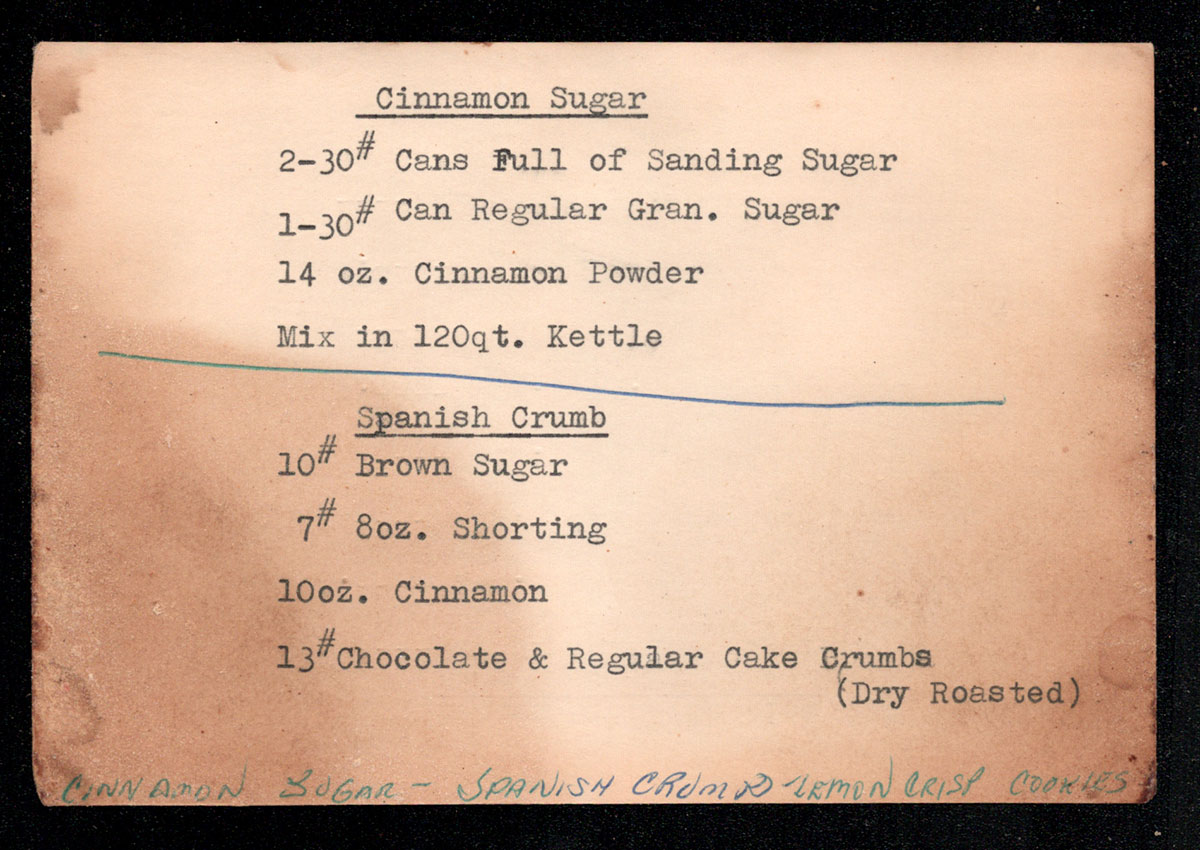 Cinnamon Sugar
2-30# Cans Full of Sanding Sugar
1-30# Can Regular Gran. Sugar
14 oz. Cinnamon Powder
Mix in 120qt. Kettle
Spanish Crumb
10# Brown Sugar
7# 8oz. Shorting
10oz. Cinnamon
13#Chocolate & Regular Cake Crumbs
(Dry Roasted)
CINNAMON SUGAR - SPANISH CRUMB - LEMON CRISP COOKIES